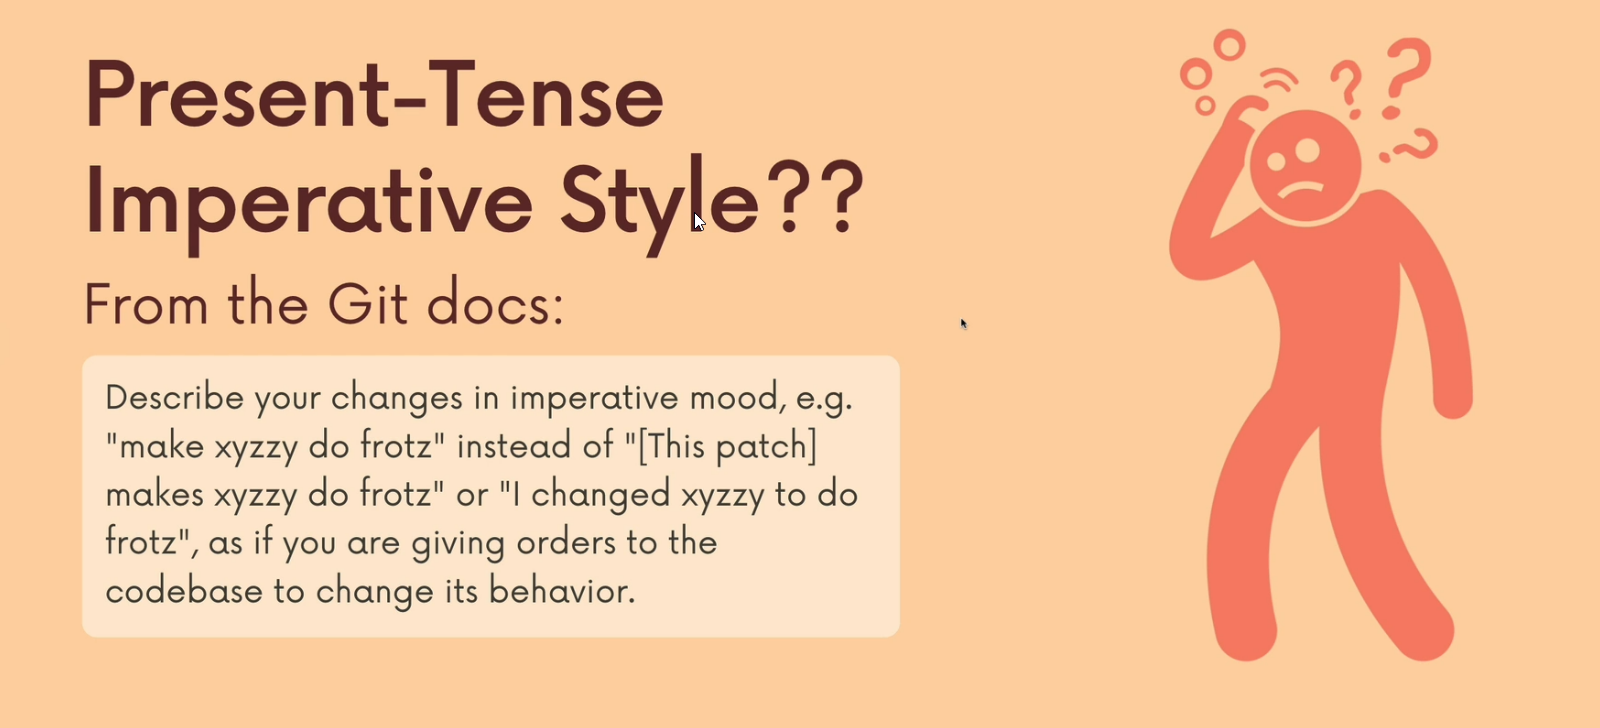 Present-Tense
Imperative Style??
From the Git docs:
Describe your changes in imperative mood, e.g.
"make xyzzy do frotz" instead of "[This patch]
makes xyzzy do frotz" or "I changed xyzzy to do
frotz", as if you are giving orders to the
codebase to change its behavior.
? ? ?